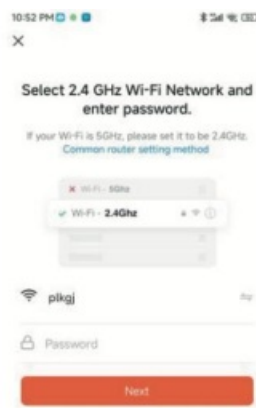 10:52 PM
Select 2.4 GHz Wi-Fi Network and
enter password.
If your Wi-Fi is 5GHz, please set it to be 2.4GHz.
Common router setting method
Wi-Fi - 5Ghz
Wi-Fi - 2.4Ghz
plkgj
Password
Next